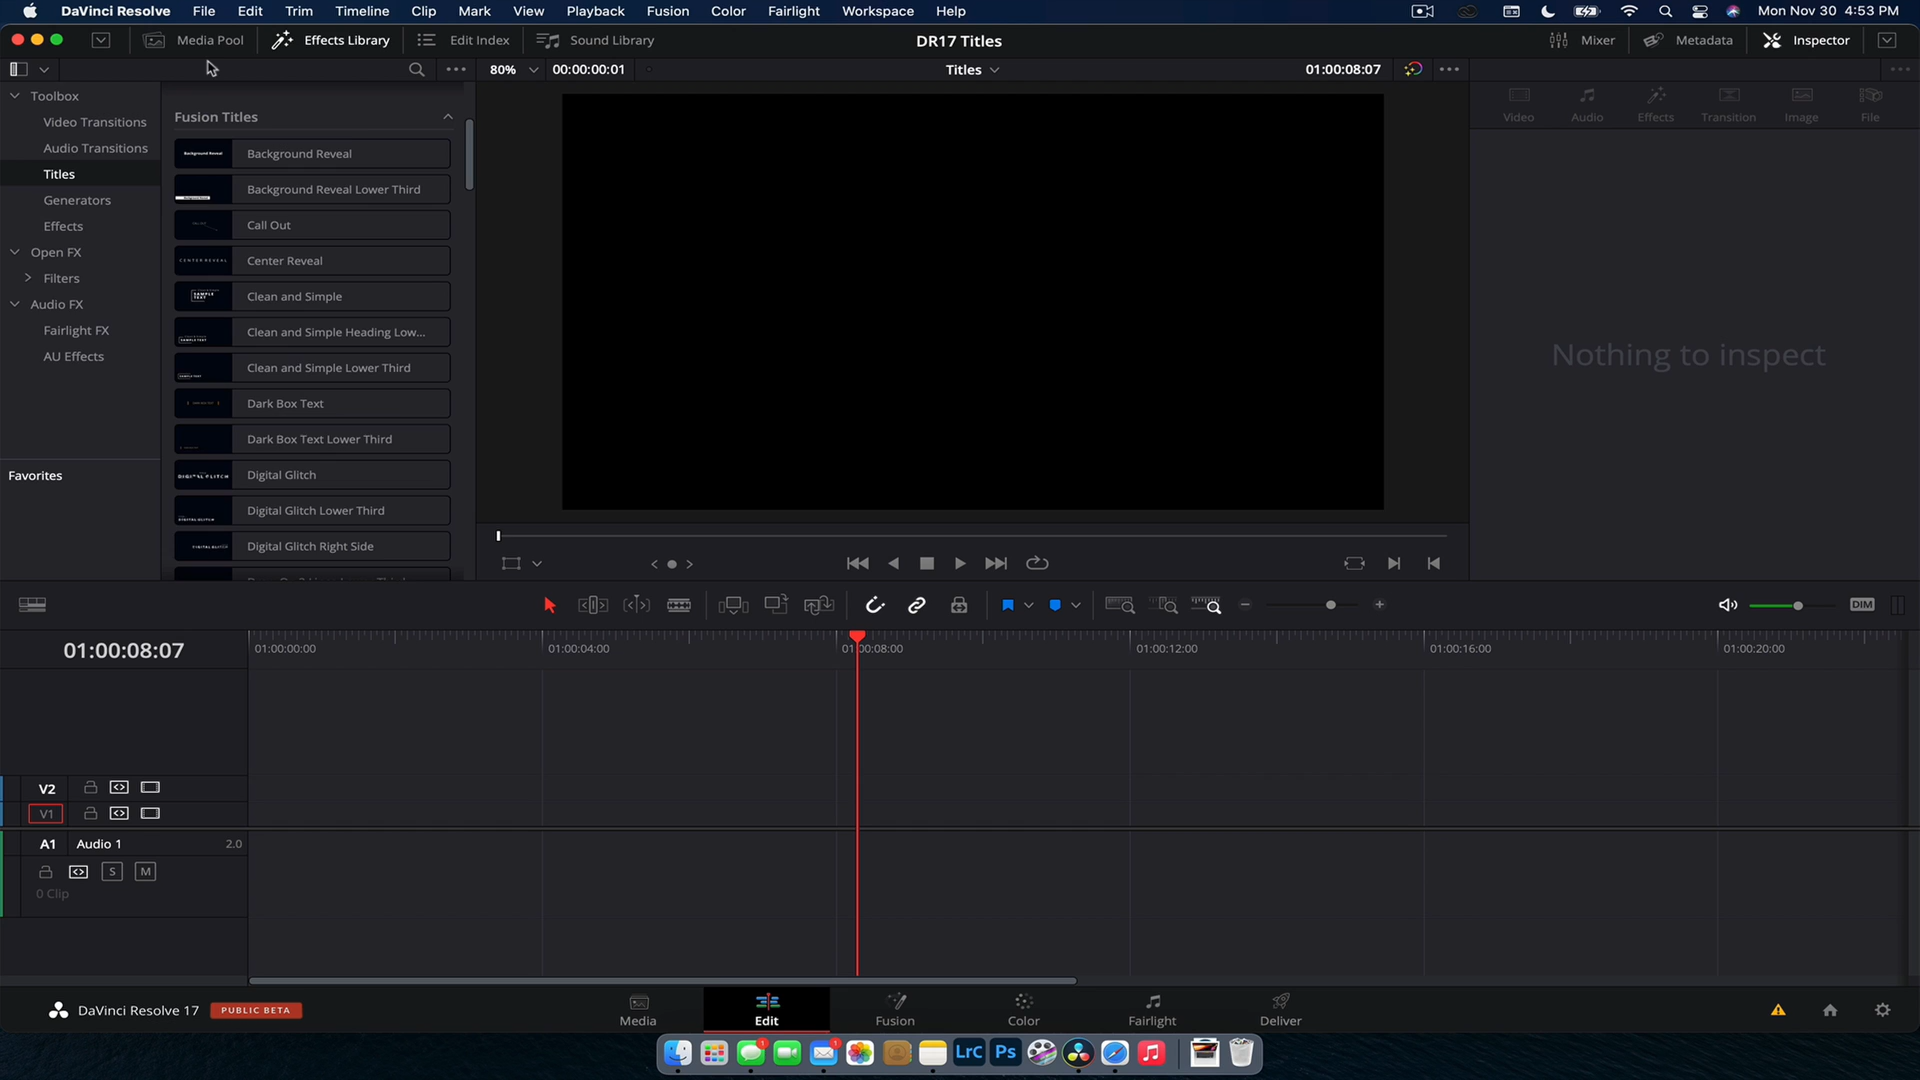 DaVinci Resolve File Edit Trim Timeline Clip Mark View Playback Fusion Color Fairlight Workspace Help Mon Nov 30 4:53 PM
Media Pool Effects Library Edit Index Sound Library DR17 Titles Mixer Metadata Inspector
80% 00:00:00:01 Titles 01:00:08:07
Toolbox
Video Transitions
Audio Transitions
Titles
Generators
Effects
Open FX
Filters
Audio FX
Fairlight FX
AU Effects
Favorites
Fusion Titles
Background Reveal
Background Reveal Lower Third
Call Out
Center Reveal
Clean and Simple
Clean and Simple Heading Low...
Clean and Simple Lower Third
Dark Box Text
Dark Box Text Lower Third
Digital Glitch
Digital Glitch Lower Third
Digital Glitch Right Side
Video Audio Effects Transition Image File
Nothing to inspect
DIM
01:00:08:07 01:00:00:00 01:00:04:00 01:00:08:00 01:00:12:00 01:00:16:00 01:00:20:00
V2
V1
A1 Audio 1 2.0
S M
0 Clip
DaVinci Resolve 17 PUBLIC BETA Media Edit Fusion Color Fairlight Deliver
1 1 LrC Ps